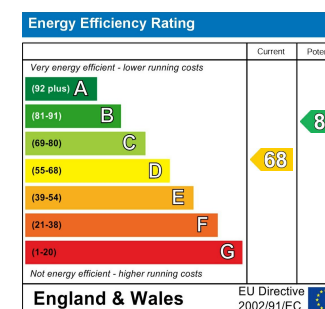 Energy Efficiency Rating
Current
Very energy efficient - lower running costs
(92 plus) A
(81-91) B
8
(69-80) C
68
(55-68) D
(39-54) E
(21-38) F
(1-20) G
Not energy efficient - higher running costs
England & Wales
EU Directive
2002/91/EC